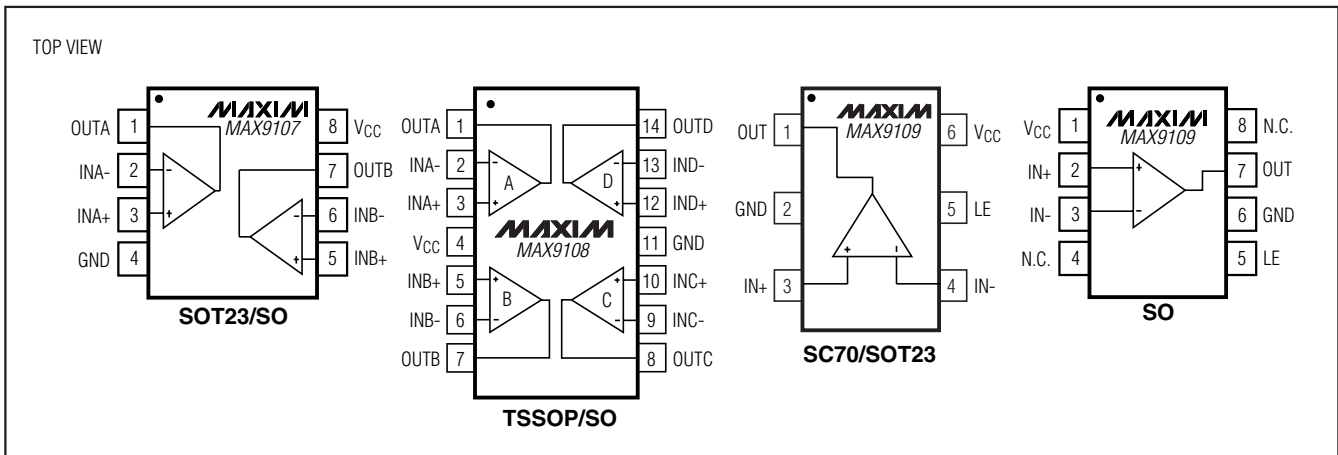 TOP VIEW
MAXIM
MAX9107
OUTA 1
INA- 2
INA+ 3
GND 4
8 VCC
7 OUTB
6 INB-
5 INB+
- +
- +
SOT23/SO
MAXIM
MAX9108
OUTA 1
INA- 2
INA+ 3
VCC 4
INB+ 5
INB- 6
OUTB 7
14 OUTD
13 IND-
12 IND+
11 GND
10 INC+
9 INC-
8 OUTC
- A +
- D +
+ B -
+ C -
TSSOP/SO
MAXIM
MAX9109
OUT 1
GND 2
IN+ 3
6 VCC
5 LE
4 IN-
+ -
SC70/SOT23
MAXIM
MAX9109
VCC 1
IN+ 2
IN- 3
N.C. 4
8 N.C.
7 OUT
6 GND
5 LE
+ -
SO